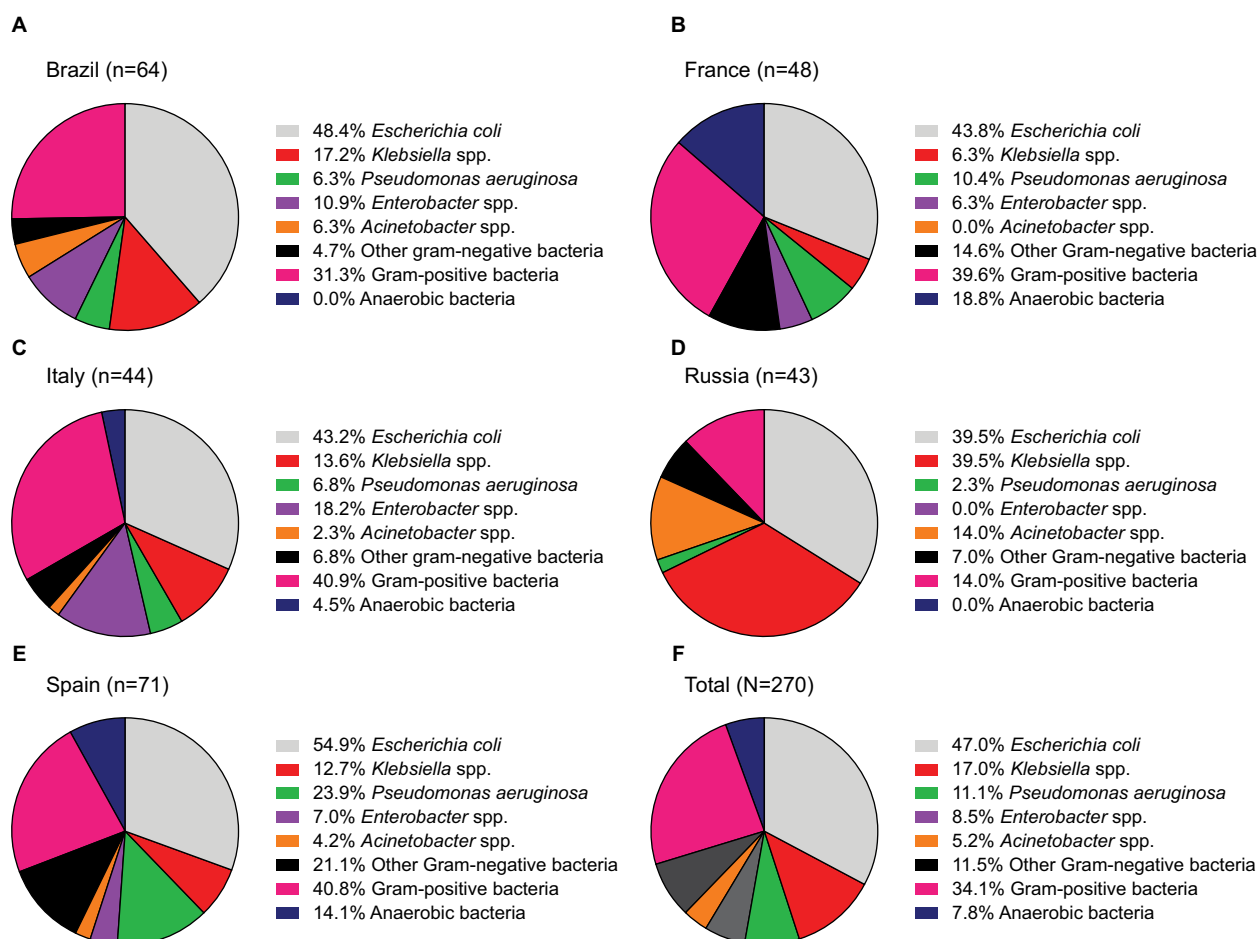 A
Brazil (n=64)
48.4% Escherichia coli
17.2% Klebsiella spp.
6.3% Pseudomonas aeruginosa
10.9% Enterobacter spp.
6.3% Acinetobacter spp.
4.7% Other gram-negative bacteria
31.3% Gram-positive bacteria
0.0% Anaerobic bacteria
B
France (n=48)
43.8% Escherichia coli
6.3% Klebsiella spp.
10.4% Pseudomonas aeruginosa
6.3% Enterobacter spp.
0.0% Acinetobacter spp.
14.6% Other Gram-negative bacteria
39.6% Gram-positive bacteria
18.8% Anaerobic bacteria
C
Italy (n=44)
43.2% Escherichia coli
13.6% Klebsiella spp.
6.8% Pseudomonas aeruginosa
18.2% Enterobacter spp.
2.3% Acinetobacter spp.
6.8% Other gram-negative bacteria
40.9% Gram-positive bacteria
4.5% Anaerobic bacteria
D
Russia (n=43)
39.5% Escherichia coli
39.5% Klebsiella spp.
2.3% Pseudomonas aeruginosa
0.0% Enterobacter spp.
14.0% Acinetobacter spp.
7.0% Other Gram-negative bacteria
14.0% Gram-positive bacteria
0.0% Anaerobic bacteria
E
Spain (n=71)
54.9% Escherichia coli
12.7% Klebsiella spp.
23.9% Pseudomonas aeruginosa
7.0% Enterobacter spp.
4.2% Acinetobacter spp.
21.1% Other Gram-negative bacteria
40.8% Gram-positive bacteria
14.1% Anaerobic bacteria
F
Total (N=270)
47.0% Escherichia coli
17.0% Klebsiella spp.
11.1% Pseudomonas aeruginosa
8.5% Enterobacter spp.
5.2% Acinetobacter spp.
11.5% Other Gram-negative bacteria
34.1% Gram-positive bacteria
7.8% Anaerobic bacteria